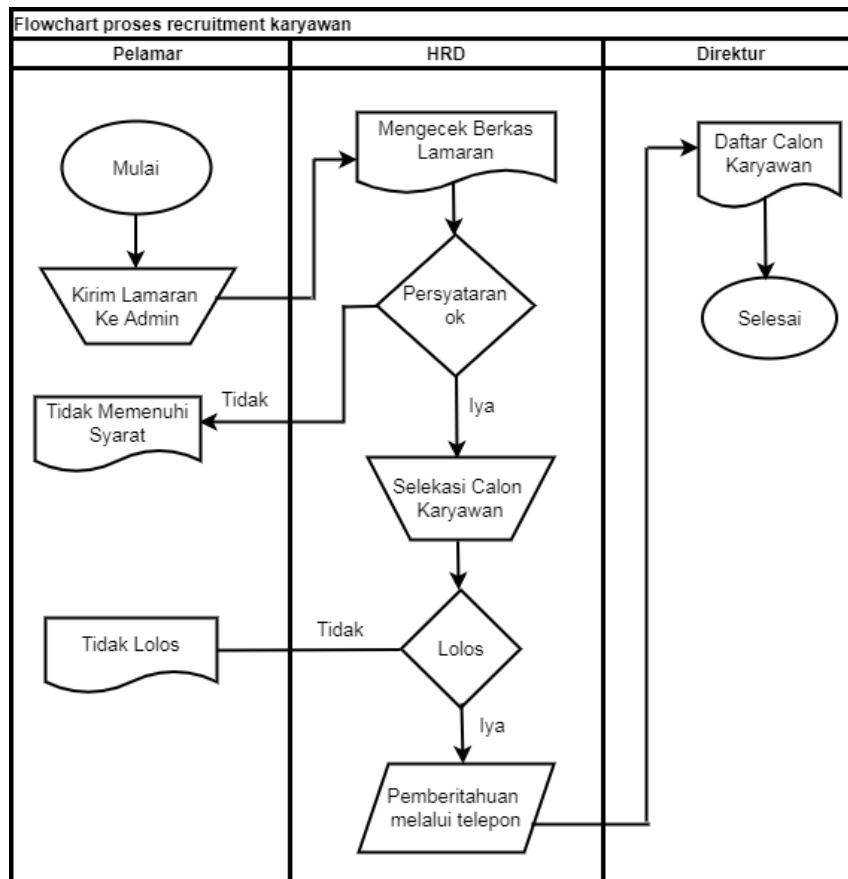 Flowchart proses recruitment karyawan
Pelamar
HRD
Direktur
Mulai
Mengecek Berkas
Lamaran
Daftar Calon
Karyawan
Kirim Lamaran
Ke Admin
Persyataran
ok
Selesai
Tidak
Tidak Memenuhi
Syarat
Iya
Selekasi Calon
Karyawan
Tidak
Tidak Lolos
Lolos
Iya
Pemberitahuan
melalui telepon